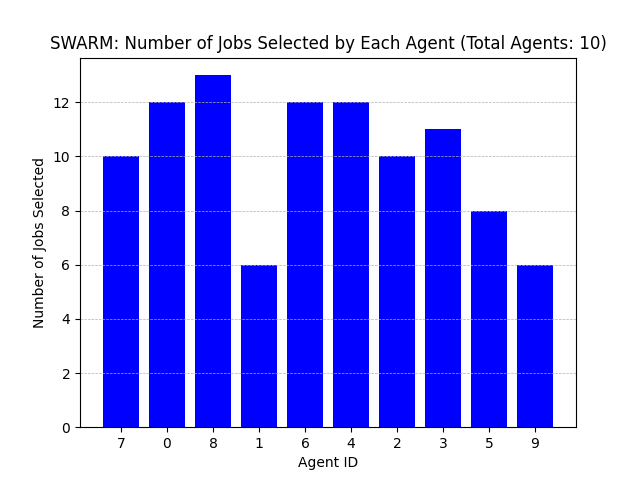 SWARM: Number of Jobs Selected by Each Agent (Total Agents: 10)
Number of Jobs Selected
12
10
8
6
4
2
0
7 0 8 1 6 4 2 3 5 9
Agent ID